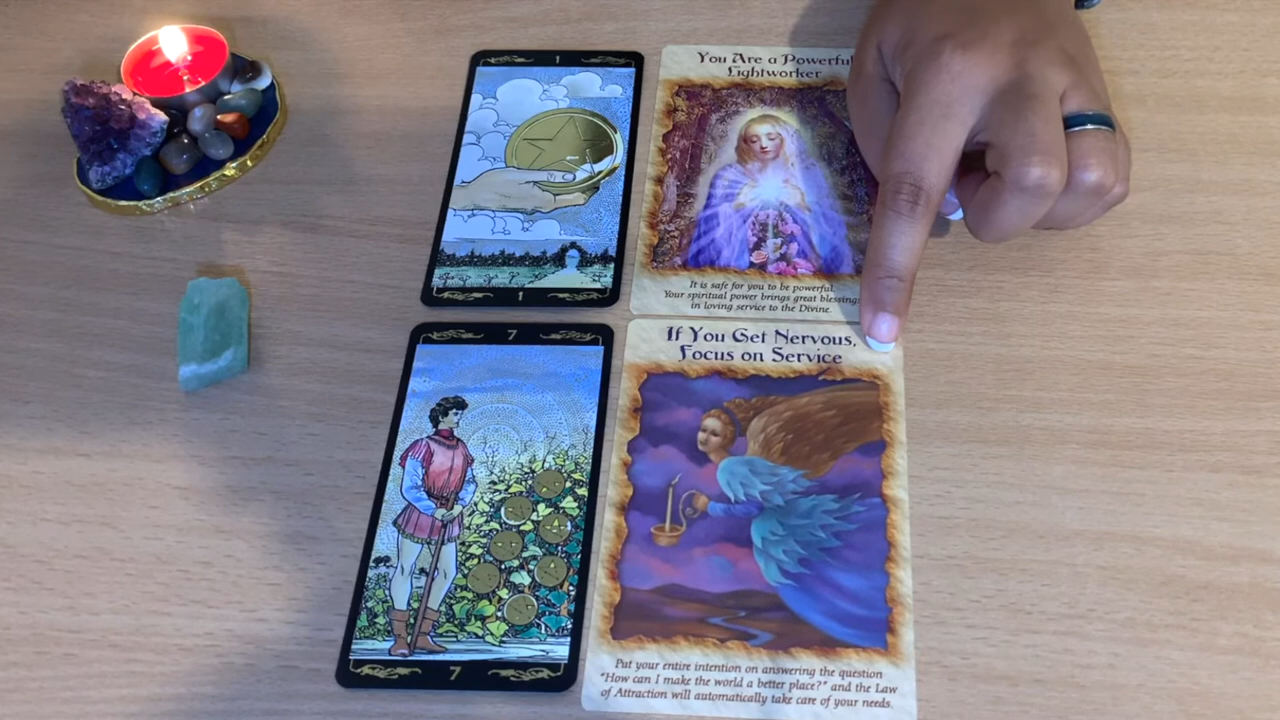 1
1
You Are a Powerful
Lightworker
It is safe for you to be powerful.
Your spiritual power brings great blessings
in loving service to the Divine.
7
7
If You Get Nervous,
Focus on Service
Put your entire intention on answering the question
"How can I make the world a better place?" and the Law
of Attraction will automatically take care of your needs.